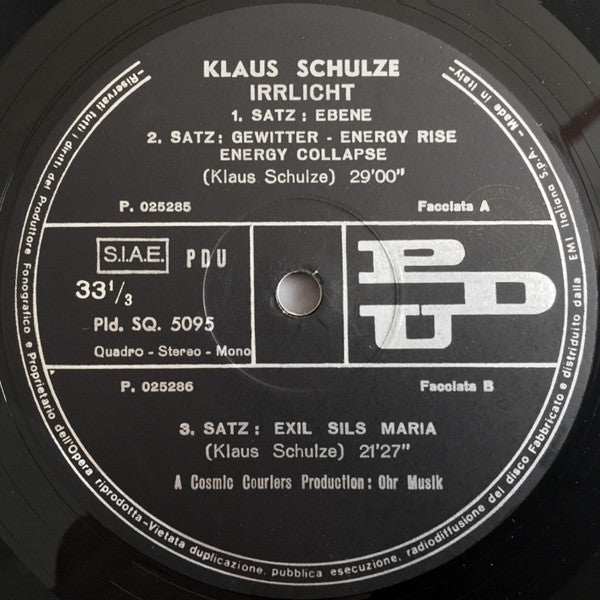 KLAUS SCHULZE
IRRLICHT
1. SATZ: EBENE
2. SATZ: GEWITTER - ENERGY RISE
ENERGY COLLAPSE
(Klaus Schulze) 29'00"
P. 025285
Facciata A
S.I.A.E.
PDU
33 1/3
Pld. SQ. 5095
Quadro - Stereo - Mono
PDU
P. 025286
Facciata B
3. SATZ: EXIL SILS MARIA
(Klaus Schulze) 21'27"
A Cosmic Couriers Production: Ohr Musik
-Riservati tutti i diritti del Produttore Fonografico e Proprietario dell'Opera riprodotta-Vietata duplicazione, pubblica esecuzione, radiodiffusione del disco Fabbricato e distribuito dalla EMI Italiana S.p.A. - Made in Italy-